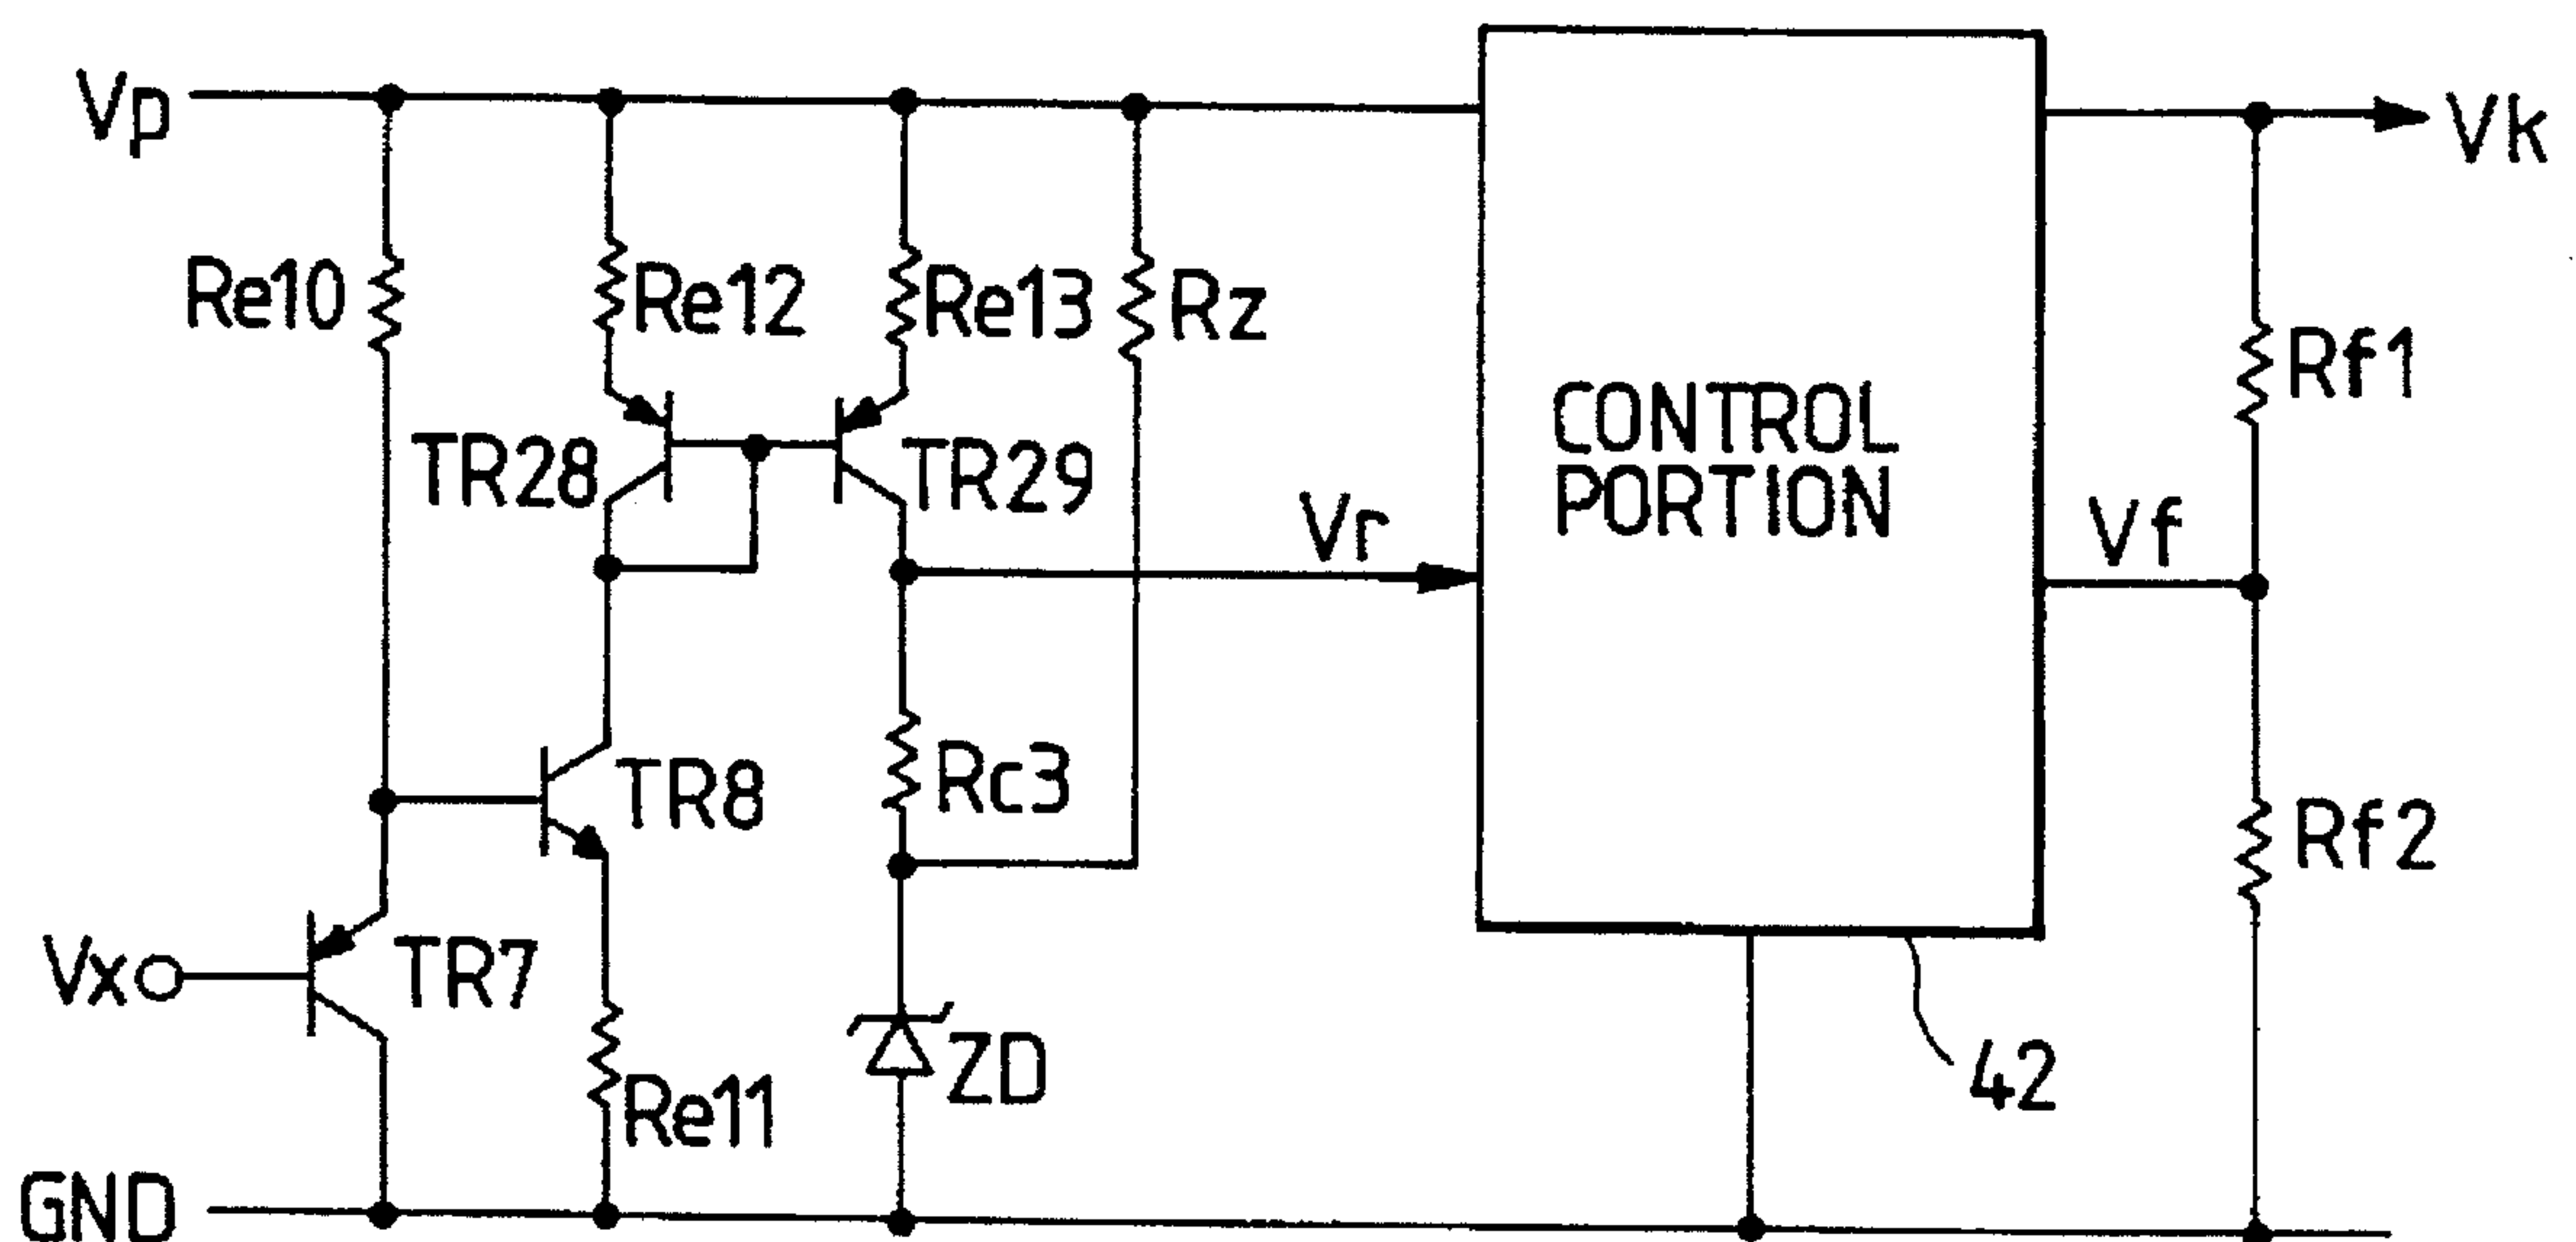 Vp
Vk
Re10
Re12
Re13
Rz
Rf1
CONTROL
PORTION
TR28
TR29
Vr
Vf
TR8
Rc3
Rf2
Vx
TR7
ZD
42
Re11
GND